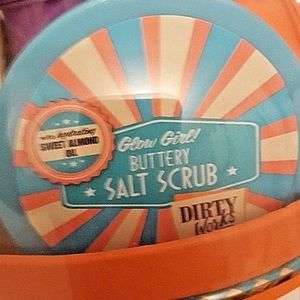 with hydrating
SWEET ALMOND
OIL
Glow Girl!
BUTTERY
SALT SCRUB
DIRTY
Works